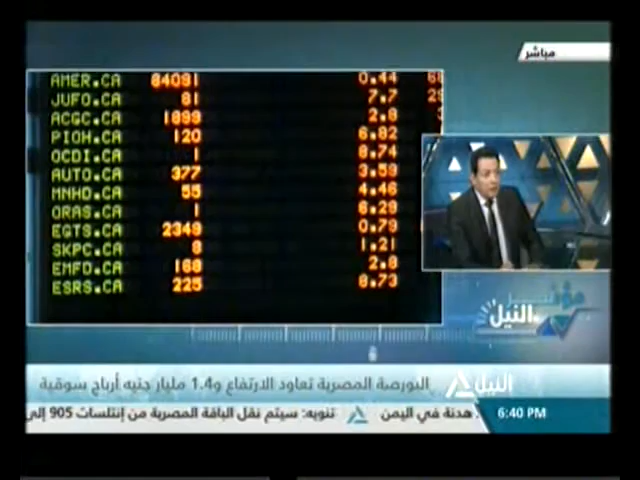 مباشر
AMER.CA 84091 0.44
JUFO.CA 81 7.7
ACGC.CA 1899 2.8
PIOH.CA 120 6.82
OCDI.CA 1 8.74
AUTO.CA 377 3.59
MNHD.CA 55 4.46
ORAS.CA 1 6.29
EGTS.CA 2349 0.79
SKPC.CA 8 1.21
EMFD.CA 168 2.8
ESRS.CA 225 8.73
مؤشر
النيل
النيل البورصة المصرية تعاود الارتفاع و1.4 مليار جنيه أرباح سوقية
هدنة في اليمن تنويه: سيتم نقل الباقة المصرية من إنتلسات 905 إلى
6:40 PM